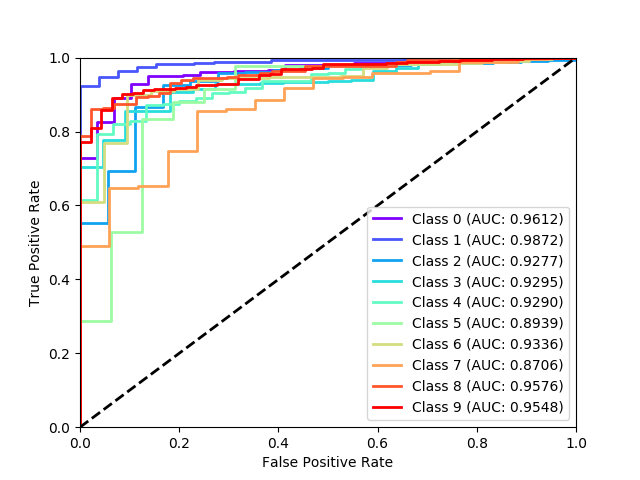 1.0
0.8
0.6
0.4
0.2
0.0
True Positive Rate
Class 0 (AUC: 0.9612)
Class 1 (AUC: 0.9872)
Class 2 (AUC: 0.9277)
Class 3 (AUC: 0.9295)
Class 4 (AUC: 0.9290)
Class 5 (AUC: 0.8939)
Class 6 (AUC: 0.9336)
Class 7 (AUC: 0.8706)
Class 8 (AUC: 0.9576)
Class 9 (AUC: 0.9548)
0.0 0.2 0.4 0.6 0.8 1.0
False Positive Rate